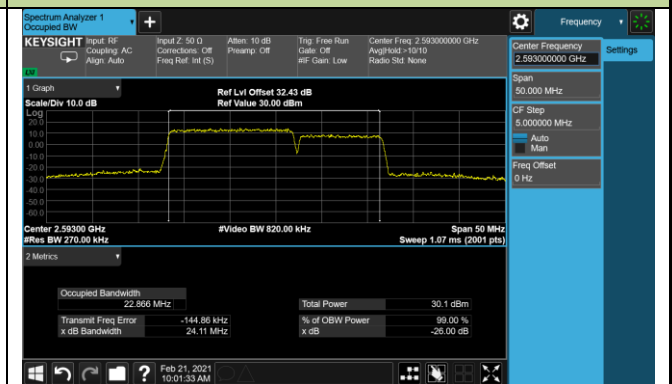 Spectrum Analyzer 1
Occupied BW
+
Frequency
KEYSIGHT
Input: RF
Coupling: AC
Align: Auto
Input Z: 50 Ω
Corrections: Off
Freq Ref: Int (S)
Atten: 10 dB
Preamp: Off
Trig: Free Run
Gate: Off
#IF Gain: Low
Center Freq: 2.593000000 GHz
Avg|Hold:>10/10
Radio Std: None
Center Frequency
2.593000000 GHz
Settings
Span
50.000 MHz
CF Step
5.000000 MHz
Auto
Man
Freq Offset
0 Hz
1 Graph
Scale/Div 10.0 dB
Ref Lvl Offset 32.43 dB
Ref Value 30.00 dBm
Log
20.0
10.0
0.00
-10.0
-20.0
-30.0
-40.0
-50.0
-60.0
Center 2.59300 GHz
#Video BW 820.00 kHz
Span 50 MHz
#Res BW 270.00 kHz
Sweep 1.07 ms (2001 pts)
2 Metrics
Occupied Bandwidth
22.866 MHz
Total Power
30.1 dBm
Transmit Freq Error
-144.86 kHz
% of OBW Power
99.00 %
x dB Bandwidth
24.11 MHz
x dB
-26.00 dB
?
Feb 21, 2021
10:01:33 AM